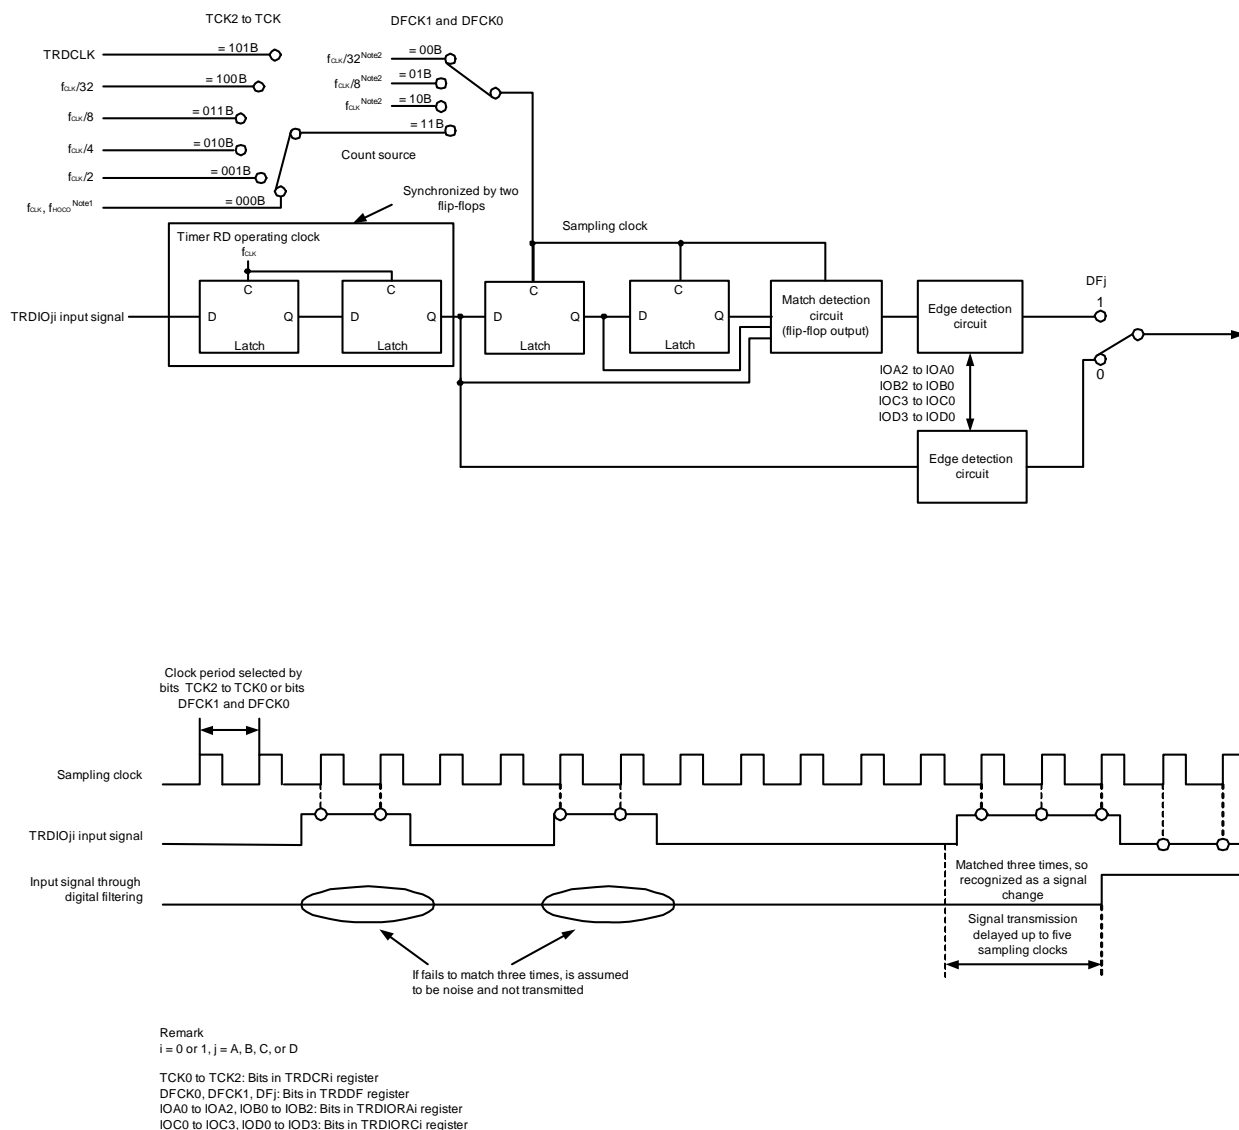 TCK2 to TCK
DFCK1 and DFCK0
TRDCLK
= 101B
fCLK/32
= 100B
fCLK/8
= 011B
fCLK/4
= 010B
fCLK/2
= 001B
fCLK, fHOCO Note1
= 000B
fCLK/32 Note2
= 00B
fCLK/8 Note2
= 01B
fCLK Note2
= 10B
= 11B
Count source
Synchronized by two
flip-flops
Timer RD operating clock
fCLK
Sampling clock
TRDIOji input signal
C
D
Q
Latch
C
D
Q
Latch
C
D
Q
Latch
C
D
Q
Latch
Match detection
circuit
(flip-flop output)
Edge detection
circuit
DFj
1
0
IOA2 to IOA0
IOB2 to IOB0
IOC3 to IOC0
IOD3 to IOD0
Edge detection
circuit
Clock period selected by
bits TCK2 to TCK0 or bits
DFCK1 and DFCK0
Sampling clock
TRDIOji input signal
Input signal through
digital filtering
Matched three times, so
recognized as a signal
change
Signal transmission
delayed up to five
sampling clocks
If fails to match three times, is assumed
to be noise and not transmitted
Remark
i = 0 or 1, j = A, B, C, or D
TCK0 to TCK2: Bits in TRDCRi register
DFCK0, DFCK1, DFj: Bits in TRDDF register
IOA0 to IOA2, IOB0 to IOB2: Bits in TRDIORAi register
IOC0 to IOC3, IOD0 to IOD3: Bits in TRDIORCi register